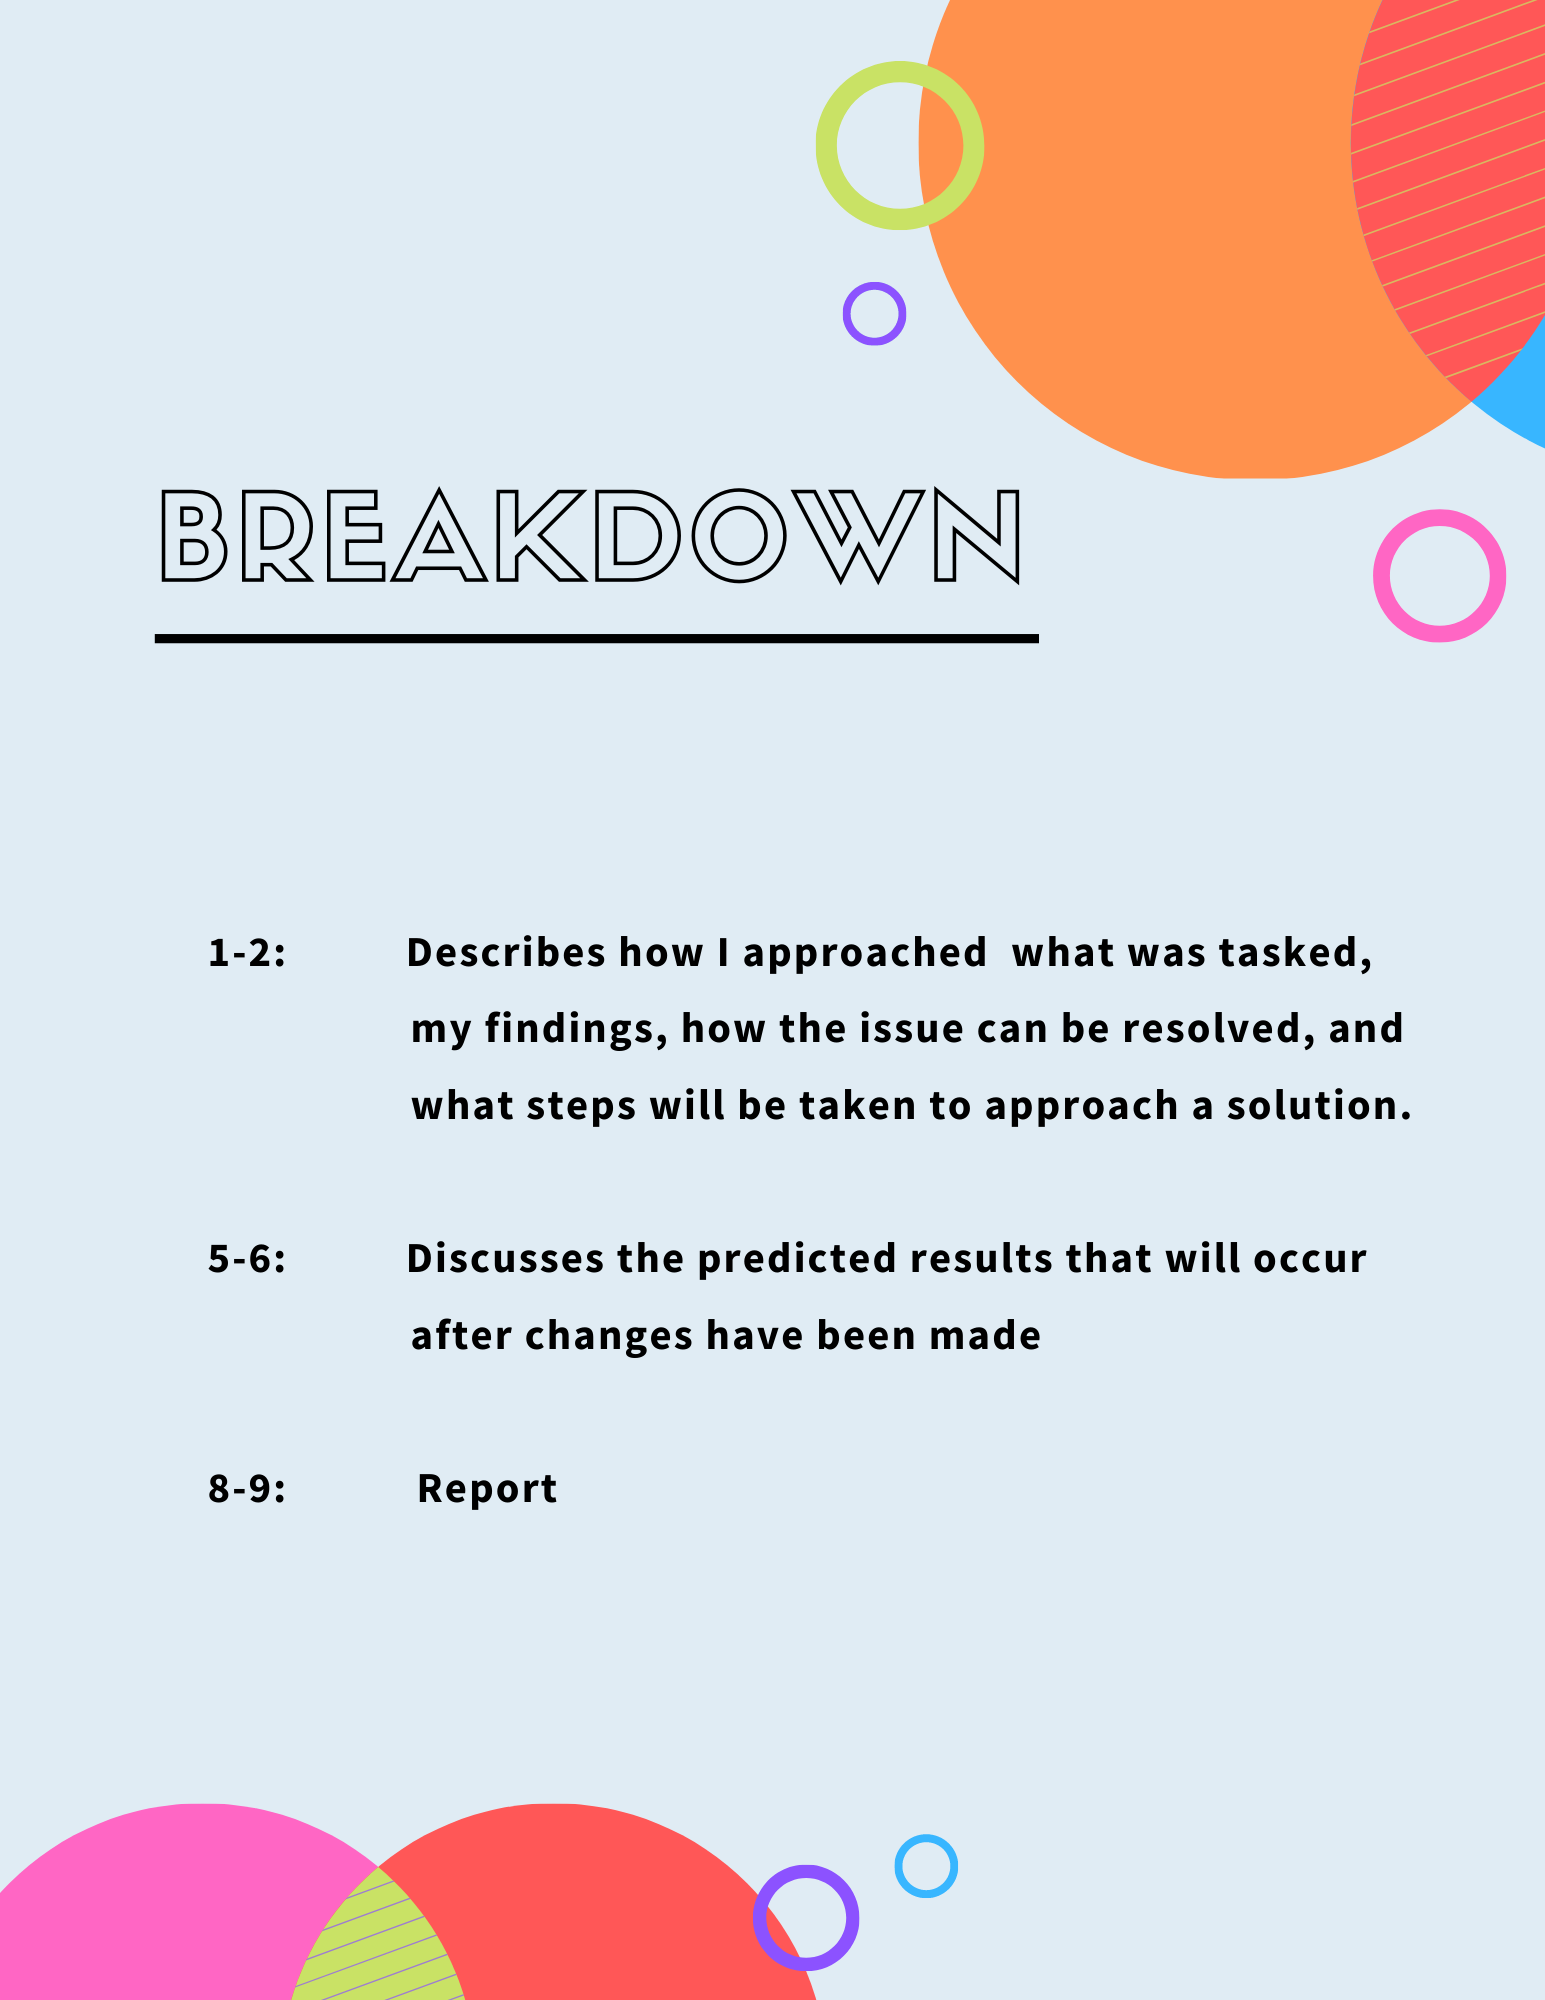 BREAKDOWN
1-2: Describes how I approached what was tasked,
my findings, how the issue can be resolved, and
what steps will be taken to approach a solution.
5-6: Discusses the predicted results that will occur
after changes have been made
8-9: Report